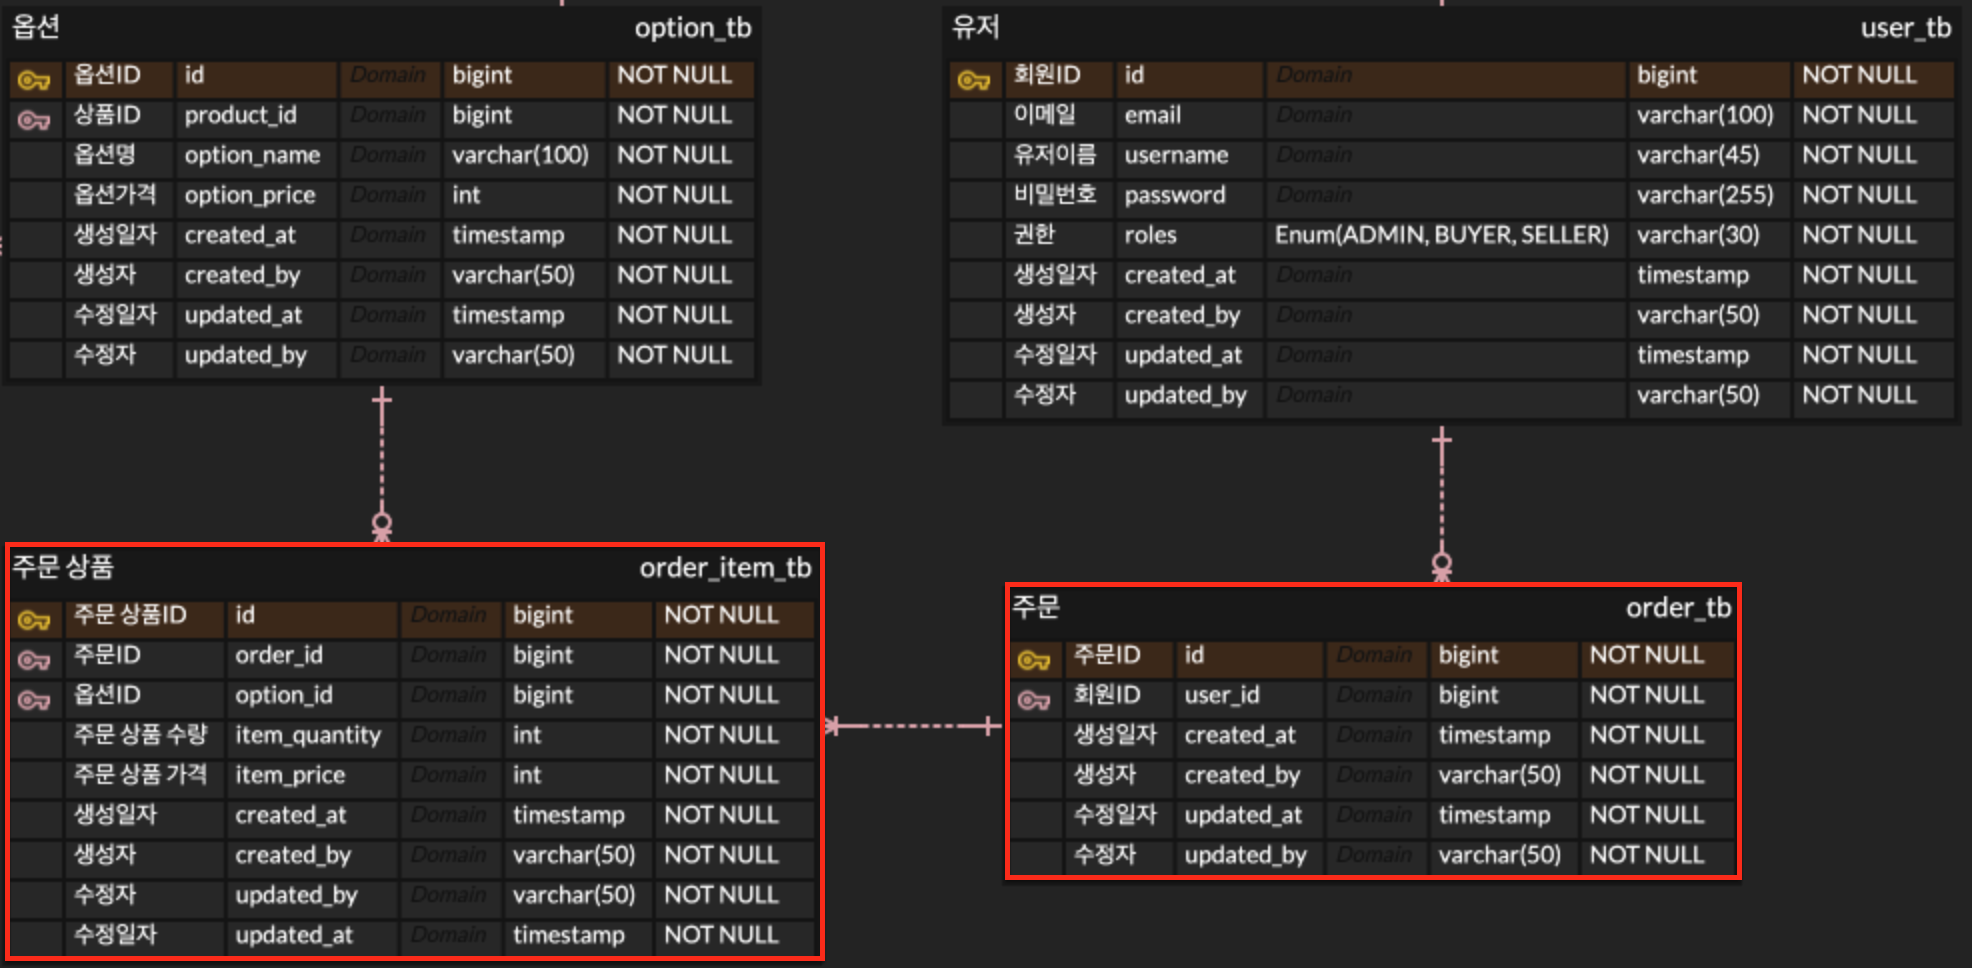 옵션 option_tb
옵션ID id Domain bigint NOT NULL
상품ID product_id Domain bigint NOT NULL
옵션명 option_name Domain varchar(100) NOT NULL
옵션가격 option_price Domain int NOT NULL
생성일자 created_at Domain timestamp NOT NULL
생성자 created_by Domain varchar(50) NOT NULL
수정일자 updated_at Domain timestamp NOT NULL
수정자 updated_by Domain varchar(50) NOT NULL
유저 user_tb
회원ID id Domain bigint NOT NULL
이메일 email Domain varchar(100) NOT NULL
유저이름 username Domain varchar(45) NOT NULL
비밀번호 password Domain varchar(255) NOT NULL
권한 roles Enum(ADMIN, BUYER, SELLER) varchar(30) NOT NULL
생성일자 created_at Domain timestamp NOT NULL
생성자 created_by Domain varchar(50) NOT NULL
수정일자 updated_at Domain timestamp NOT NULL
수정자 updated_by Domain varchar(50) NOT NULL
주문 상품 order_item_tb
주문 상품ID id Domain bigint NOT NULL
주문ID order_id Domain bigint NOT NULL
옵션ID option_id Domain bigint NOT NULL
주문 상품 수량 item_quantity Domain int NOT NULL
주문 상품 가격 item_price Domain int NOT NULL
생성일자 created_at Domain timestamp NOT NULL
생성자 created_by Domain varchar(50) NOT NULL
수정자 updated_by Domain varchar(50) NOT NULL
수정일자 updated_at Domain timestamp NOT NULL
주문 order_tb
주문ID id Domain bigint NOT NULL
회원ID user_id Domain bigint NOT NULL
생성일자 created_at Domain timestamp NOT NULL
생성자 created_by Domain varchar(50) NOT NULL
수정일자 updated_at Domain timestamp NOT NULL
수정자 updated_by Domain varchar(50) NOT NULL